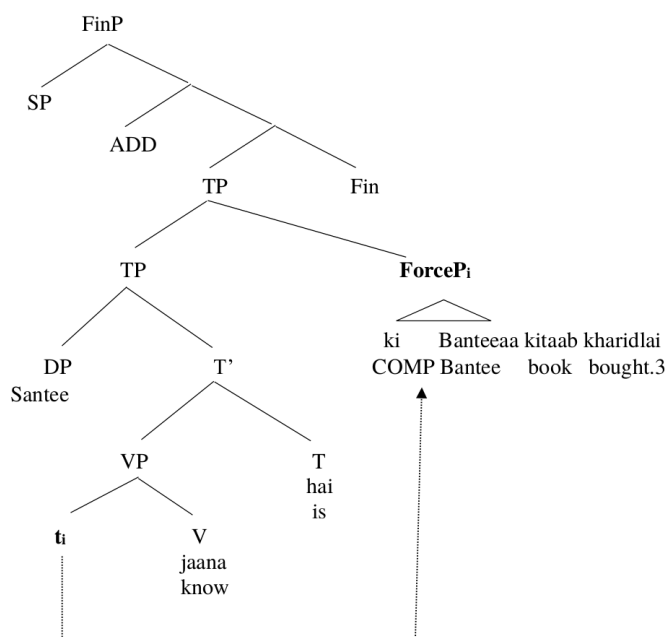 FinP
SP
ADD
TP Fin
TP ForcePi
ki Banteeaa kitaab kharidlai
DP T’ COMP Bantee book bought.3
Santee
VP T
hai
is
ti V
jaana
know